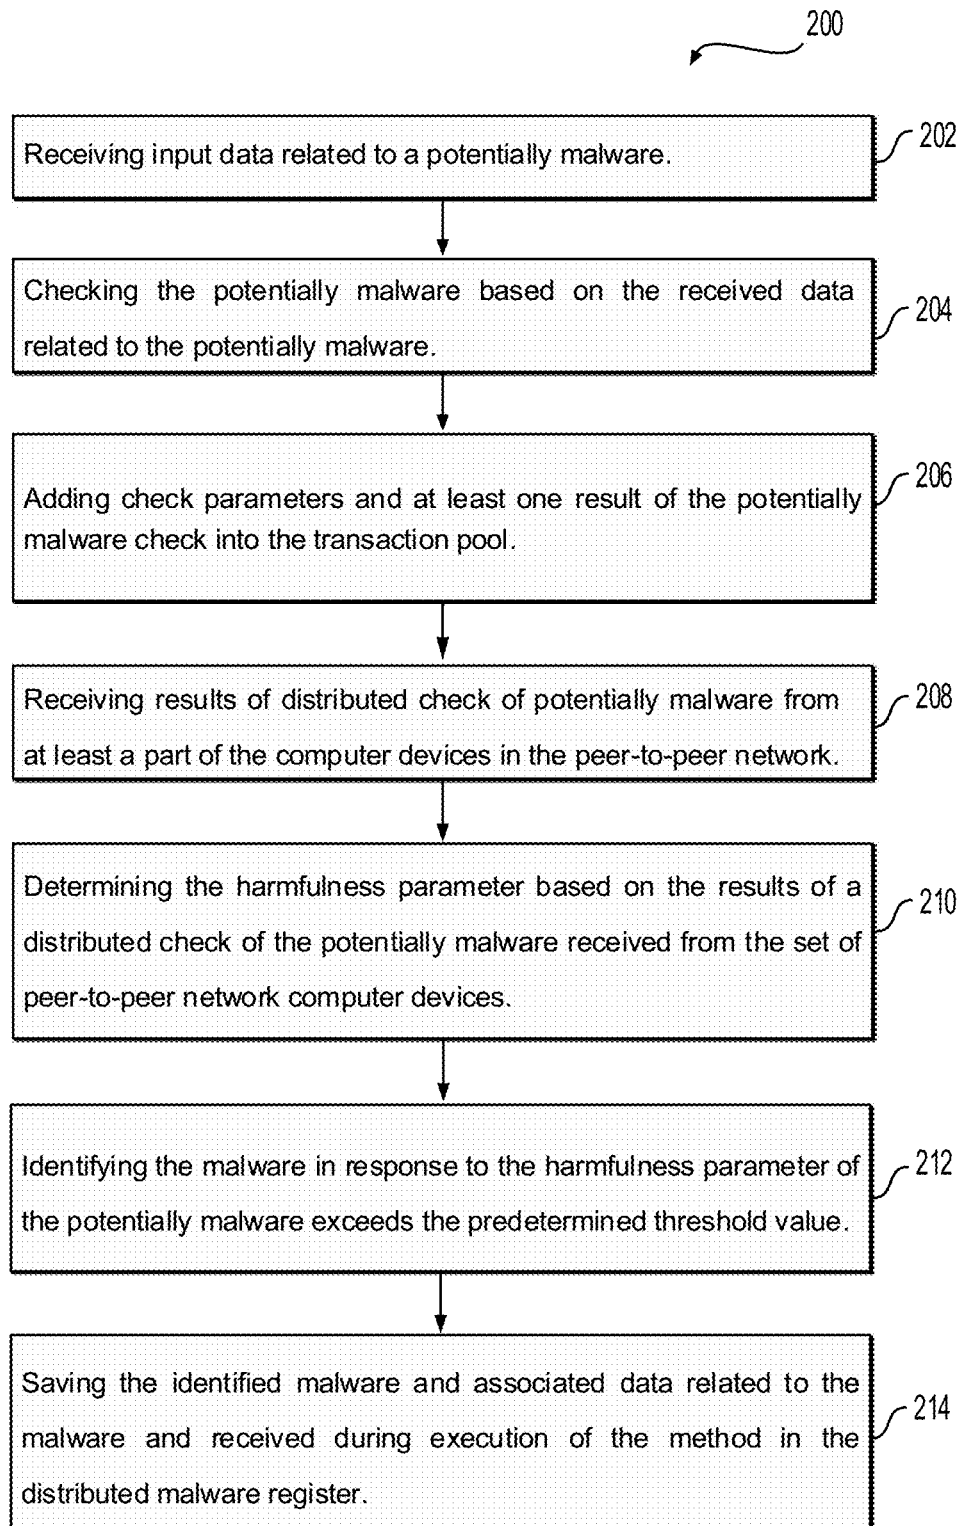 200
Receiving input data related to a potentially malware.
202
Checking the potentially malware based on the received data
related to the potentially malware.
204
Adding check parameters and at least one result of the potentially
malware check into the transaction pool.
206
Receiving results of distributed check of potentially malware from
at least a part of the computer devices in the peer-to-peer network.
208
Determining the harmfulness parameter based on the results of a
distributed check of the potentially malware received from the set of
peer-to-peer network computer devices.
210
Identifying the malware in response to the harmfulness parameter of
the potentially malware exceeds the predetermined threshold value.
212
Saving the identified malware and associated data related to the
malware and received during execution of the method in the
distributed malware register.
214